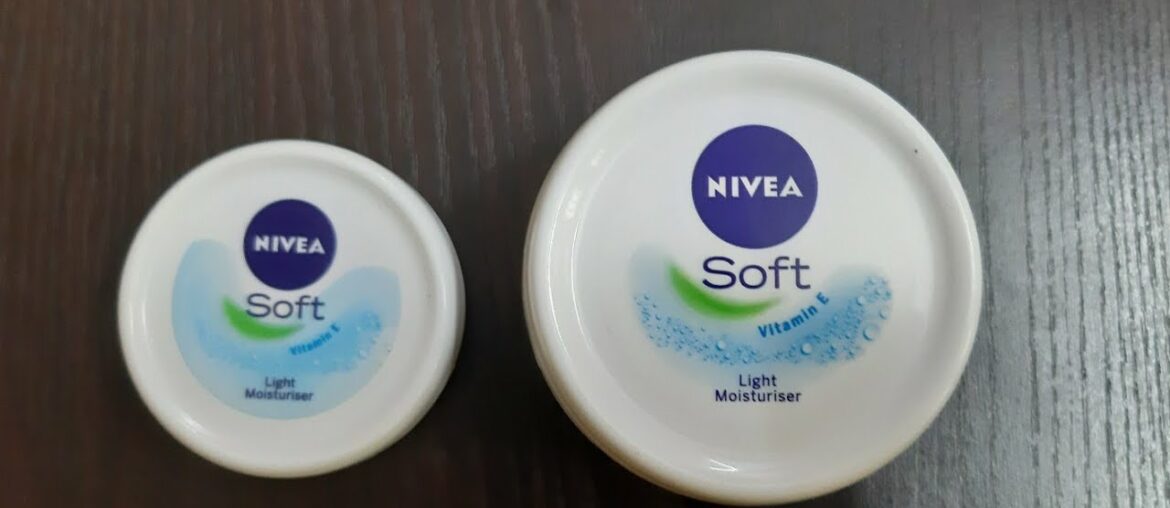 NIVEA
Soft
Vitamin E
Light
Moisturiser
NIVEA
Soft
Vitamin E
Light
Moisturiser